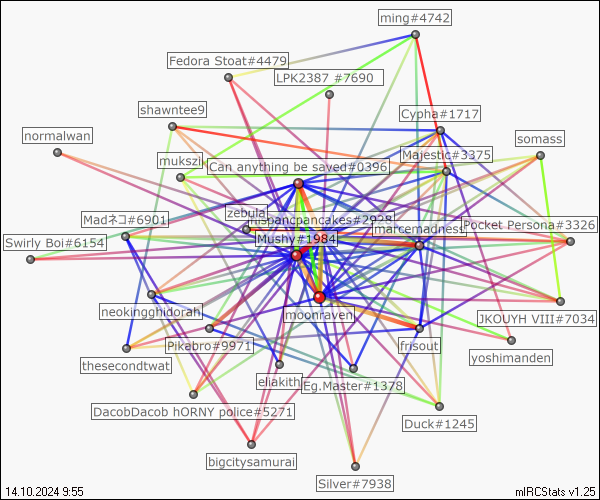 ming#4742
Fedora Stoat#4479
LPK2387 #7690
shawntee9
Cypha#1717
normalwan
somass
mukszi
Can anything be saved#0396
Majestic#3375
zebula
hispancpancakes#2928
Madネコ#6901
marcemadness
Pocket Persona#3326
Swirly Boi#6154
Mushy#1984
neokingghidorah
moonraven
JKOUYH VIII#7034
Pikabro#9971
frisout
thesecondtwat
yoshimanden
eliakith
Eg.Master#1378
DacobDacob hORNY police#5271
Duck#1245
bigcitysamurai
Silver#7938
14.10.2024 9:55
mIRCStats v1.25